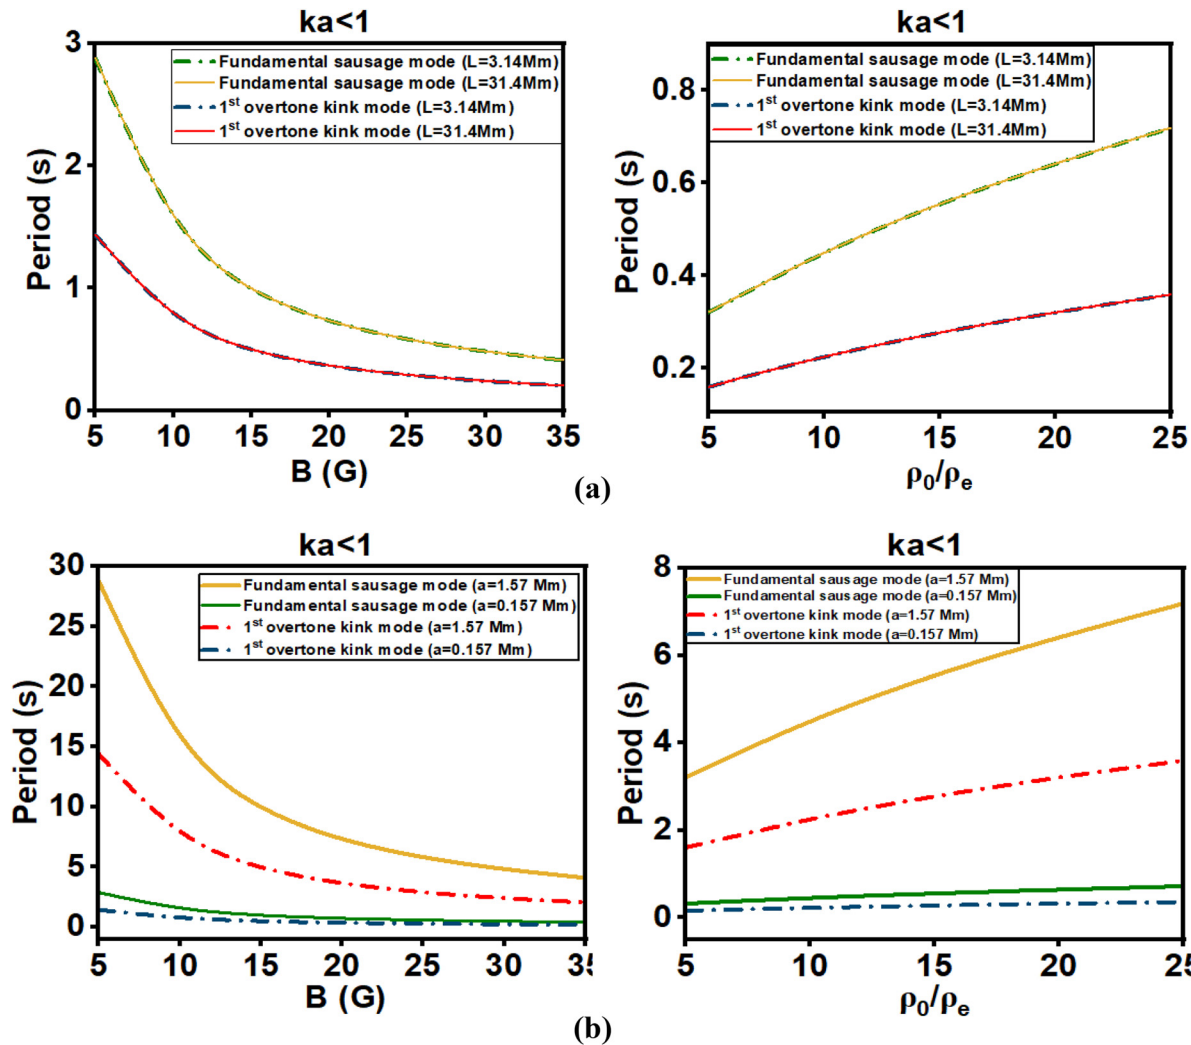 ka<1
3
2
1
0
Period (s)
Fundamental sausage mode (L=3.14Mm)
Fundamental sausage mode (L=31.4Mm)
1st overtone kink mode (L=3.14Mm)
1st overtone kink mode (L=31.4Mm)
5 10 15 20 25 30 35
B (G)
ka<1
0.8
0.6
0.4
0.2
Period (s)
Fundamental sausage mode (L=3.14Mm)
Fundamental sausage mode (L=31.4Mm)
1st overtone kink mode (L=3.14Mm)
1st overtone kink mode (L=31.4Mm)
5 10 15 20 25
ρ0/ρe
(a)
ka<1
30
25
20
15
10
5
0
Period (s)
Fundamental sausage mode (a=1.57 Mm)
Fundamental sausage mode (a=0.157 Mm)
1st overtone kink mode (a=1.57 Mm)
1st overtone kink mode (a=0.157 Mm)
5 10 15 20 25 30 35
B (G)
ka<1
8
6
4
2
0
Period (s)
Fundamental sausage mode (a=1.57 Mm)
Fundamental sausage mode (a=0.157 Mm)
1st overtone kink mode (a=1.57 Mm)
1st overtone kink mode (a=0.157 Mm)
5 10 15 20 25
ρ0/ρe
(b)